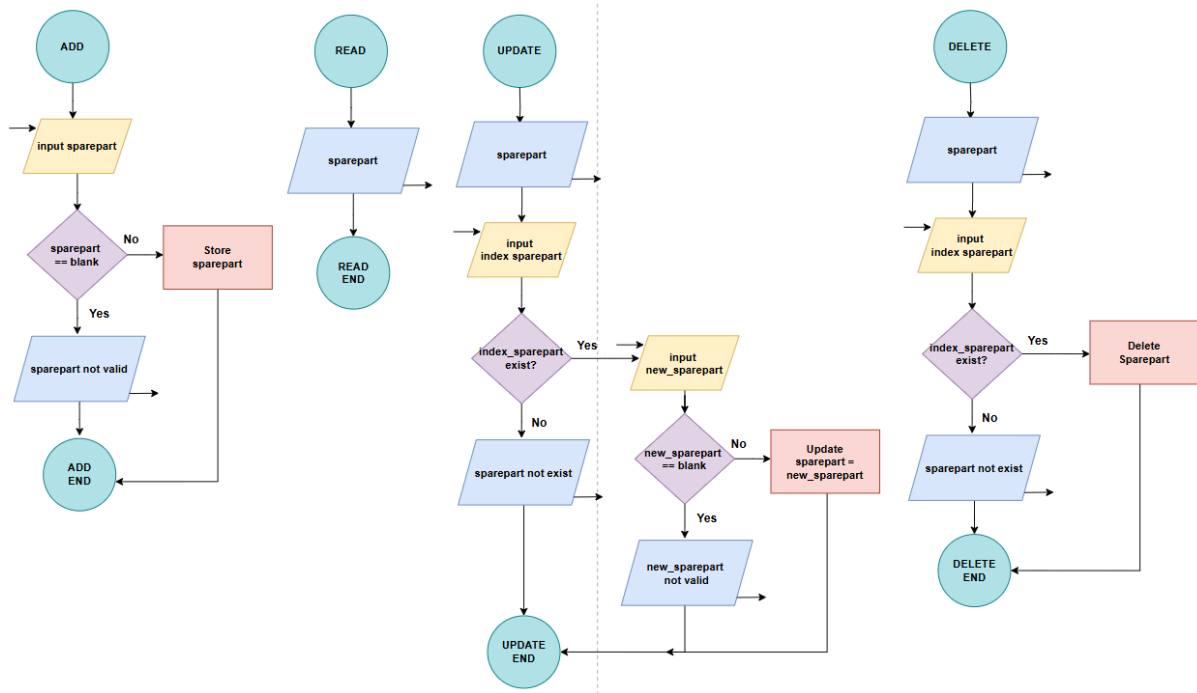 ADD
input sparepart
sparepart
== blank
No
Store
sparepart
Yes
sparepart not valid
ADD
END
READ
sparepart
READ
END
UPDATE
sparepart
input
index sparepart
index_sparepart
exist?
Yes
No
sparepart not exist
input
new_sparepart
new_sparepart
== blank
No
Update
sparepart =
new_sparepart
Yes
new_sparepart
not valid
UPDATE
END
DELETE
sparepart
input
index sparepart
index_sparepart
exist?
Yes
Delete
Sparepart
No
sparepart not exist
DELETE
END